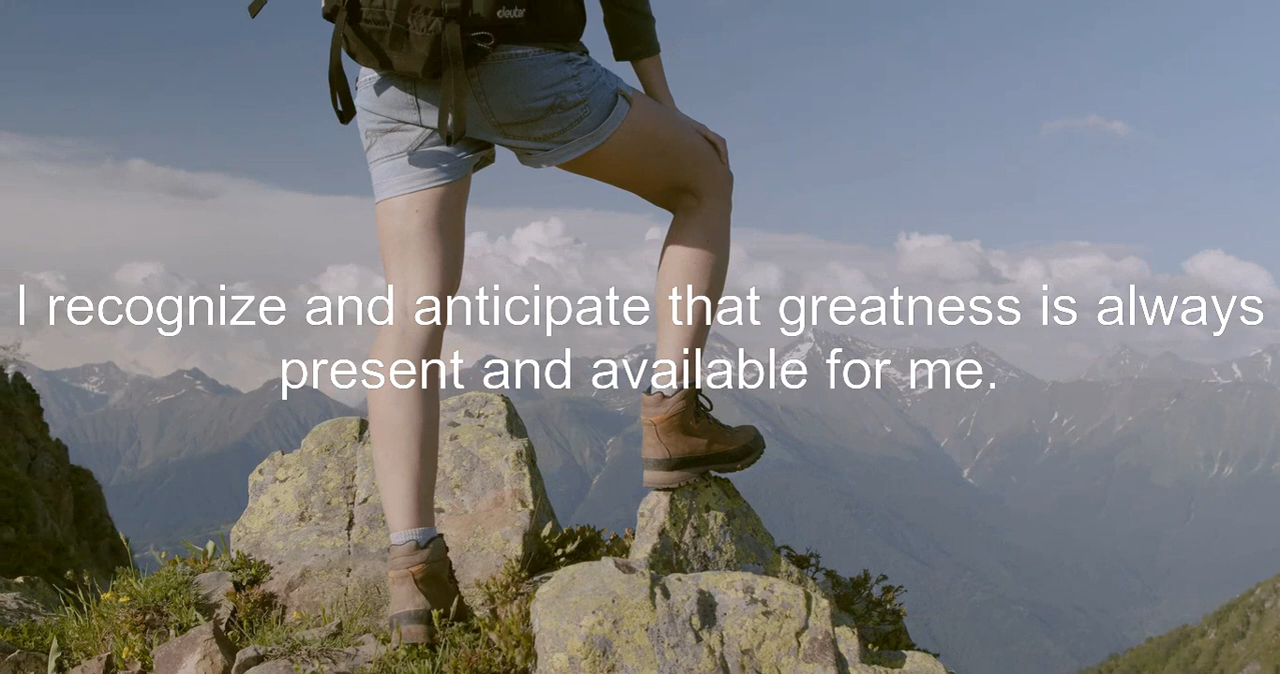 deuter
I recognize and anticipate that greatness is always
present and available for me.